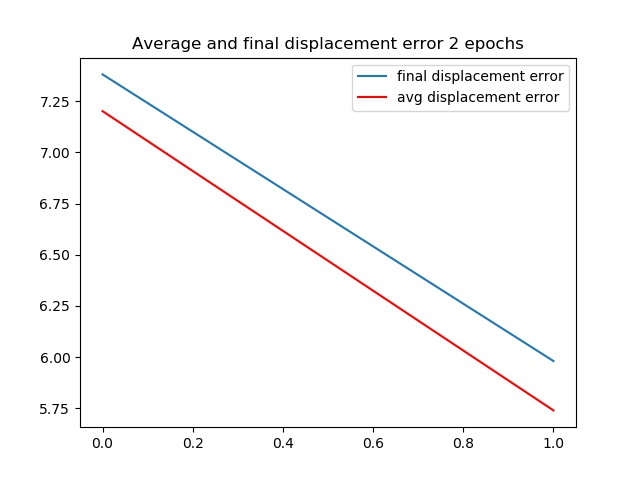 Average and final displacement error 2 epochs
final displacement error
avg displacement error
7.25
7.00
6.75
6.50
6.25
6.00
5.75
0.0 0.2 0.4 0.6 0.8 1.0